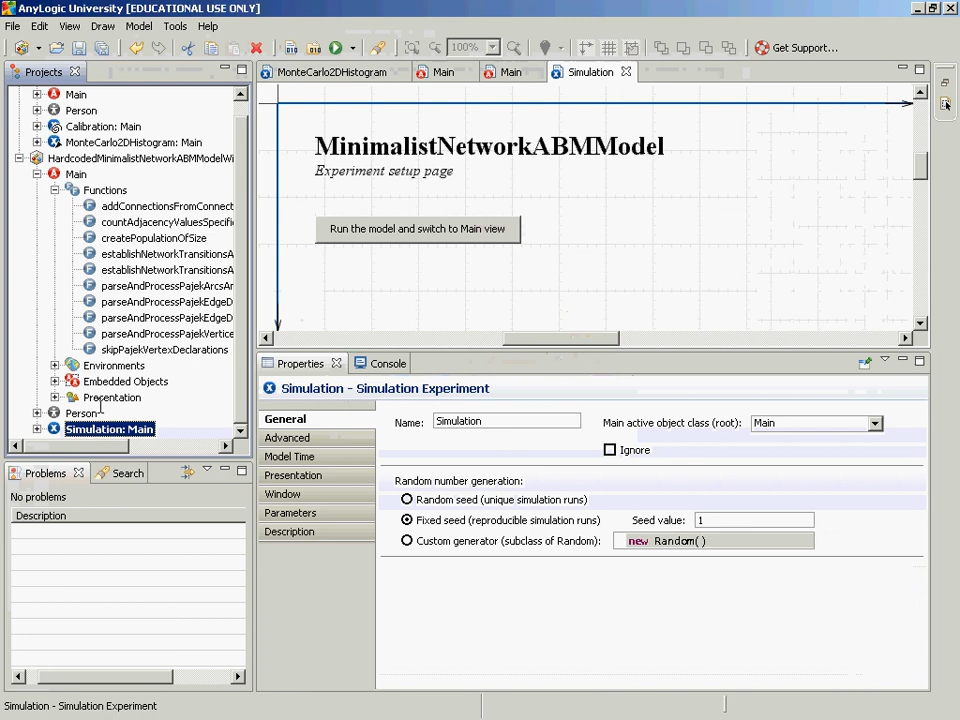 AnyLogic University [EDUCATIONAL USE ONLY]
File Edit View Draw Model Tools Help
100% Get Support...
Projects
Main
Person
Calibration: Main
MonteCarlo2DHistogram: Main
HardcodedMinimalistNetworkABMModelWi
Main
Functions
addConnectionsFromConnect
countAdjacencyValuesSpecifi
createPopulationOfSize
establishNetworkTransitionsA
establishNetworkTransitionsA
parseAndProcessPajekArcsAr
parseAndProcessPajekEdgeD
parseAndProcessPajekEdgeD
parseAndProcessPajekVertice
skipPajekVertexDeclarations
Environments
Embedded Objects
Presentation
Person
Simulation: Main
Problems Search
No problems
Description
MonteCarlo2DHistogram Main Main Simulation
MinimalistNetworkABMModel
Experiment setup page
Run the model and switch to Main view
Properties Console
Simulation - Simulation Experiment
General
Advanced
Model Time
Presentation
Window
Parameters
Description
Name: Simulation Main active object class (root): Main
Ignore
Random number generation:
Random seed (unique simulation runs)
Fixed seed (reproducible simulation runs) Seed value: 1
Custom generator (subclass of Random): new Random()
Simulation - Simulation Experiment